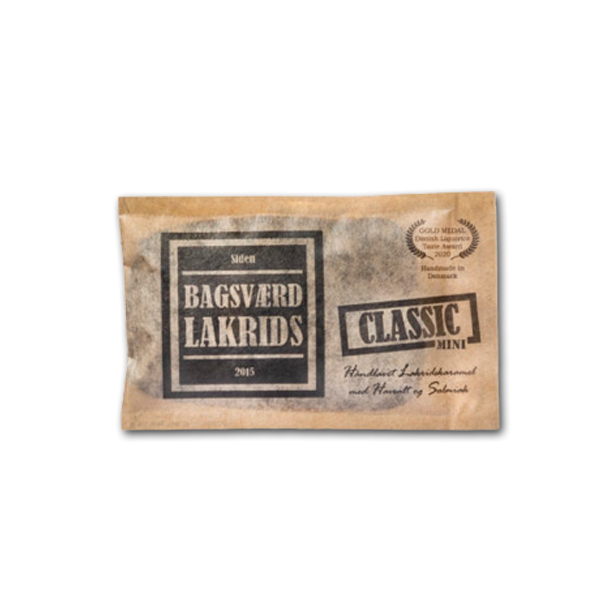 Siden
BAGSVÆRD
LAKRIDS
2015
GOLD MEDAL
Danish Liquorice
Taste Award
2020
Handmade in
Denmark
CLASSIC
MINI
Håndlavet Lakridskaramel
med Havsalt og Salmiak